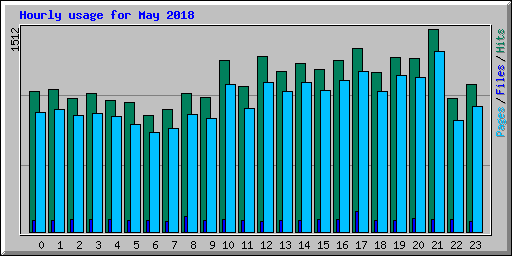 Hourly usage for May 2018
1512
Pages/Files/Hits
0 1 2 3 4 5 6 7 8 9 10 11 12 13 14 15 16 17 18 19 20 21 22 23